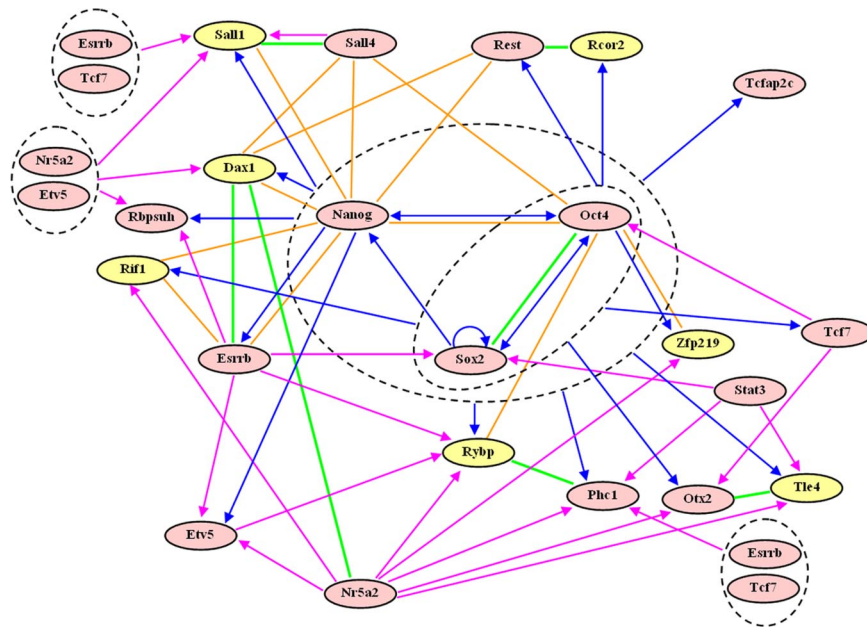 Esrrb
Sall1
Sall4
Rest
Rcor2
Tcf7
Tcfap2c
Nr5a2
Dax1
Etv5
Rbpsuh
Nanog
Oct4
Rif1
Esrrb
Sox2
Zfp219
Tcf7
Stat3
Rybp
Phc1
Otx2
Tle4
Etv5
Esrrb
Nr5a2
Tcf7